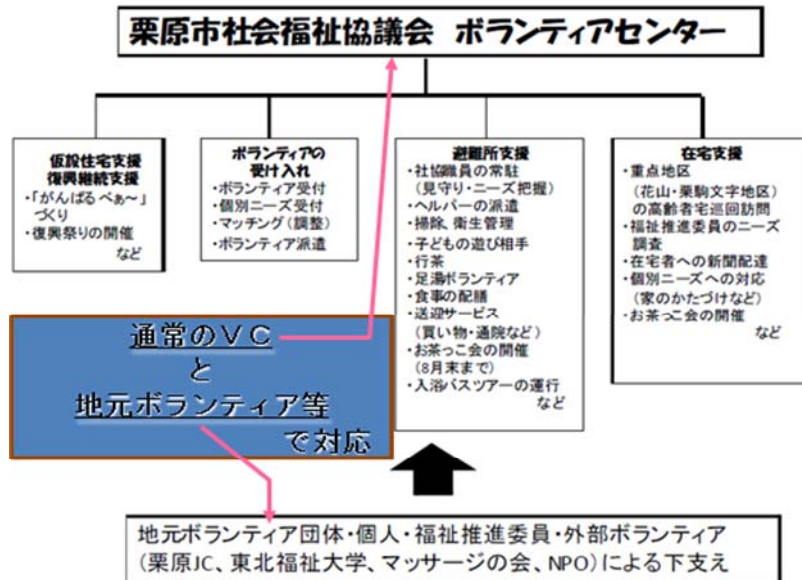 栗原市社会福祉協議会 ボランティアセンター
仮設住宅支援
復興継続支援
・「がんばるべぁ～」
づくり
・復興祭りの開催
など
ボランティアの
受け入れ
・ボランティア受付
・個別ニーズ受付
・マッチング(調整)
・ボランティア派遣
避難所支援
・社協職員の常駐
(見守り・ニーズ把握)
・ヘルパーの派遣
・掃除、衛生管理
・子どもの遊び相手
・行茶
・足湯ボランティア
・食事の配膳
・送迎サービス
(買い物・通院など)
・お茶っこ会の開催
(8月末まで)
・入浴バスツアーの運行
など
在宅支援
・重点地区
(花山・栗駒文字地区)
の高齢者宅巡回訪問
・福祉推進委員のニーズ
調査
・在宅者への新聞配達
・個別ニーズへの対応
(家のかたづけなど)
・お茶っこ会の開催
など
通常のVC
と
地元ボランティア等
で対応
地元ボランティア団体・個人・福祉推進委員・外部ボランティア
(栗原JC、東北福祉大学、マッサージの会、NPO)による下支え